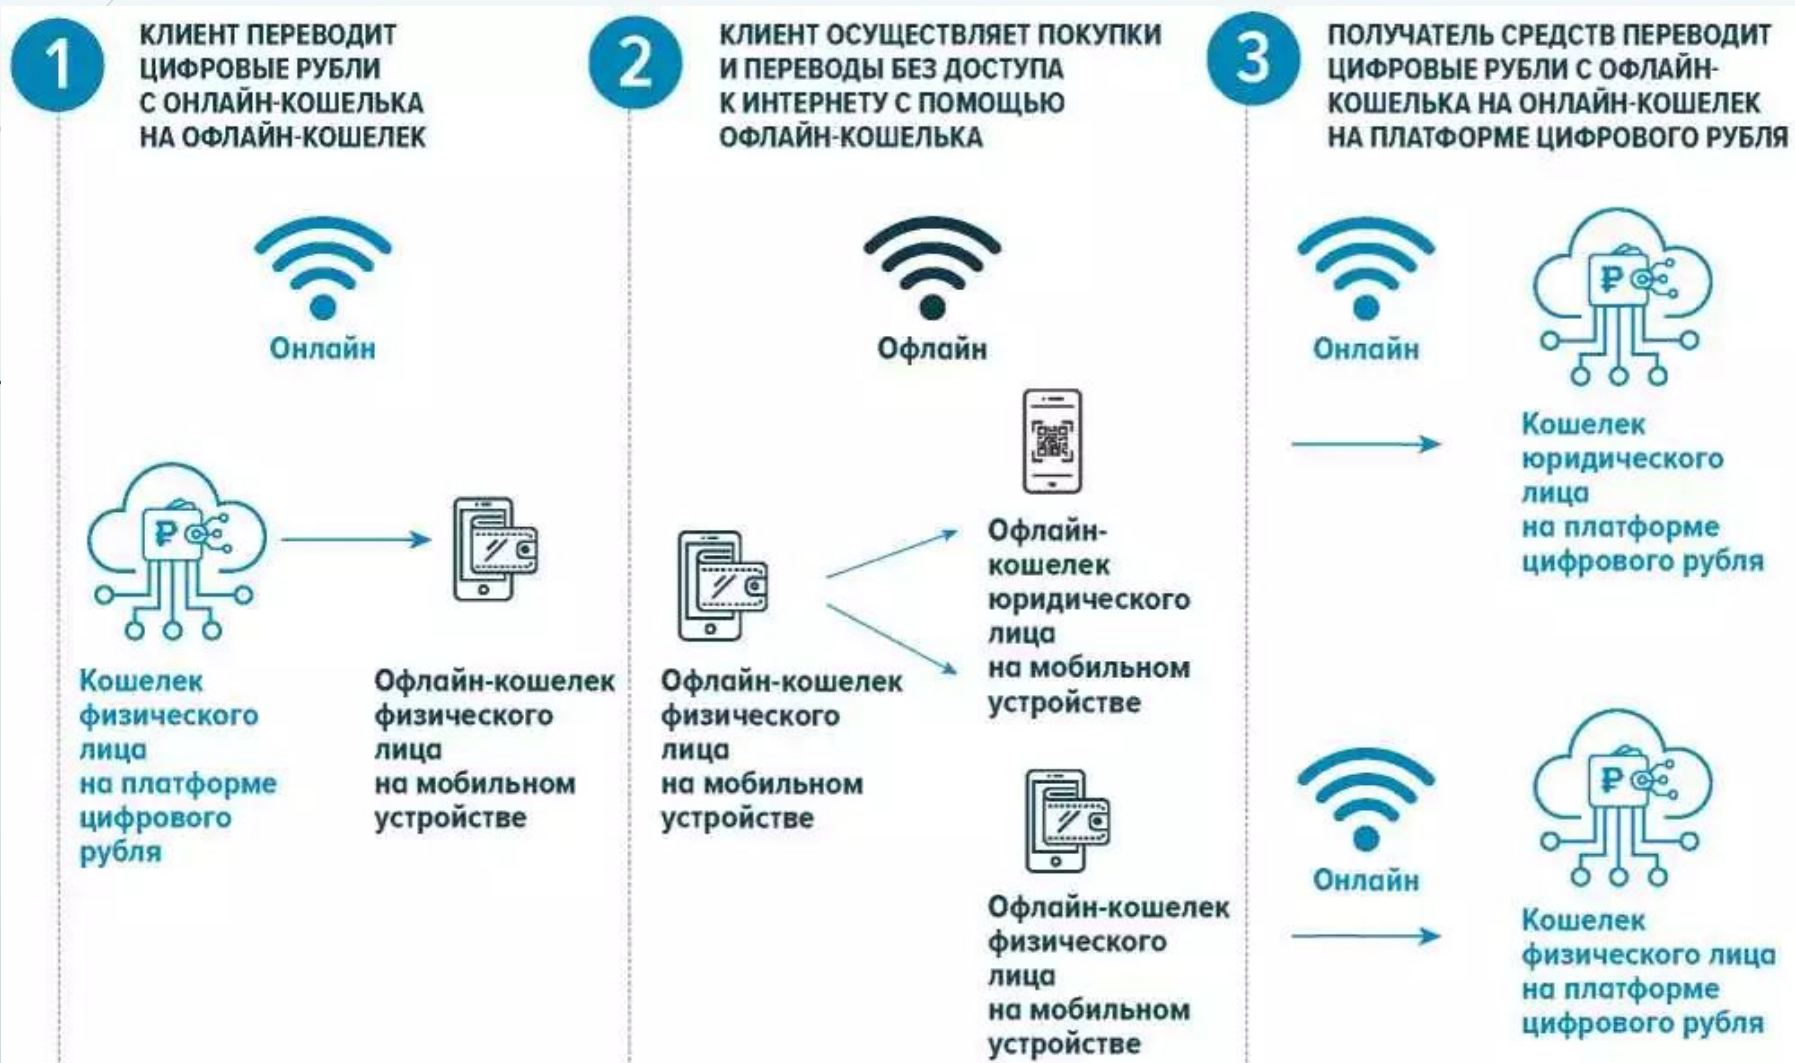 1
КЛИЕНТ ПЕРЕВОДИТ
ЦИФРОВЫЕ РУБЛИ
С ОНЛАЙН-КОШЕЛЬКА
НА ОФЛАЙН-КОШЕЛЕК
Онлайн
Кошелек
физического
лица
на платформе
цифрового
рубля
Офлайн-кошелек
физического
лица
на мобильном
устройстве
2
КЛИЕНТ ОСУЩЕСТВЛЯЕТ ПОКУПКИ
И ПЕРЕВОДЫ БЕЗ ДОСТУПА
К ИНТЕРНЕТУ С ПОМОЩЬЮ
ОФЛАЙН-КОШЕЛЬКА
Офлайн
Офлайн-кошелек
физического
лица
на мобильном
устройстве
Офлайн-
кошелек
юридического
лица
на мобильном
устройстве
Офлайн-кошелек
физического
лица
на мобильном
устройстве
3
ПОЛУЧАТЕЛЬ СРЕДСТВ ПЕРЕВОДИТ
ЦИФРОВЫЕ РУБЛИ С ОФЛАЙН-
КОШЕЛЬКА НА ОНЛАЙН-КОШЕЛЕК
НА ПЛАТФОРМЕ ЦИФРОВОГО РУБЛЯ
Онлайн
₽
Кошелек
юридического
лица
на платформе
цифрового рубля
Онлайн
₽
Кошелек
физического лица
на платформе
цифрового рубля